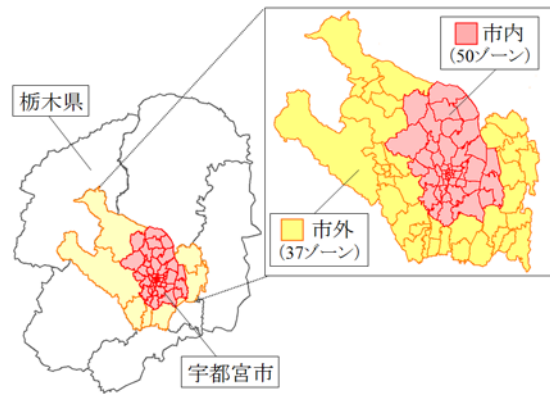 市内
(50ゾーン)
栃木県
市外
(37ゾーン)
宇都宮市